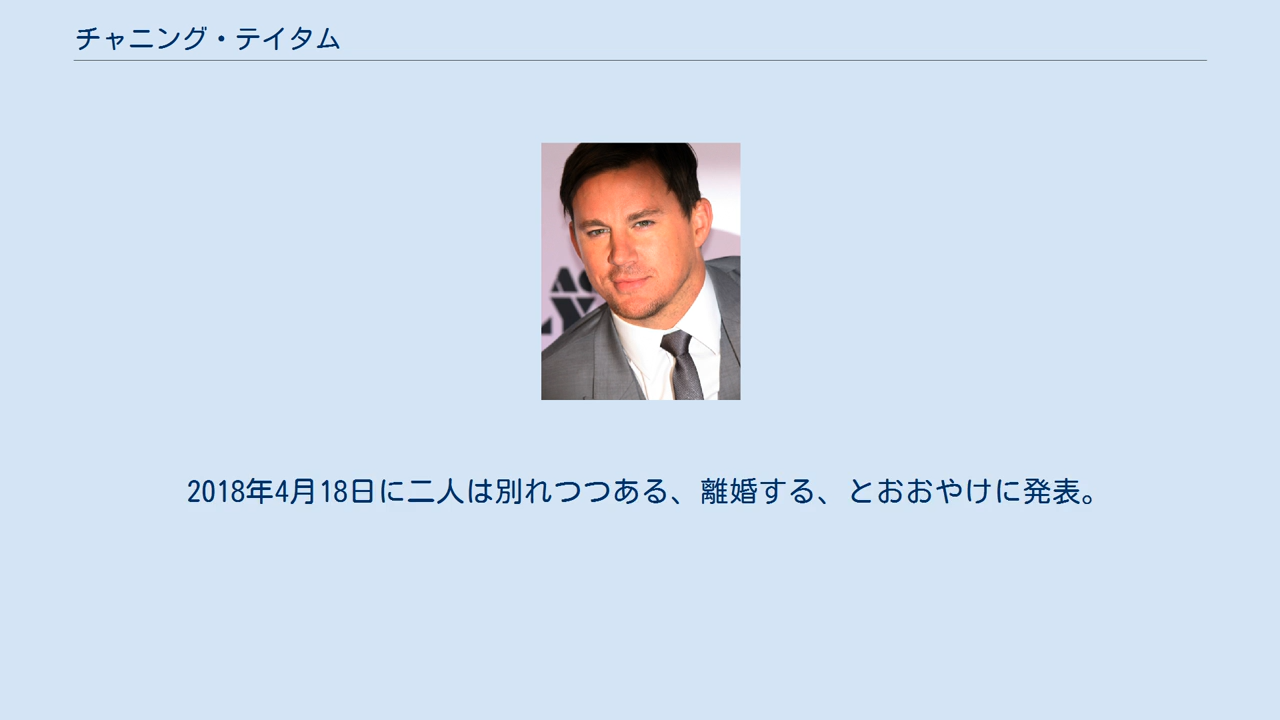 チャニング・テイタム
2018年4月18日に二人は別れつつある、離婚する、とおおやけに発表。